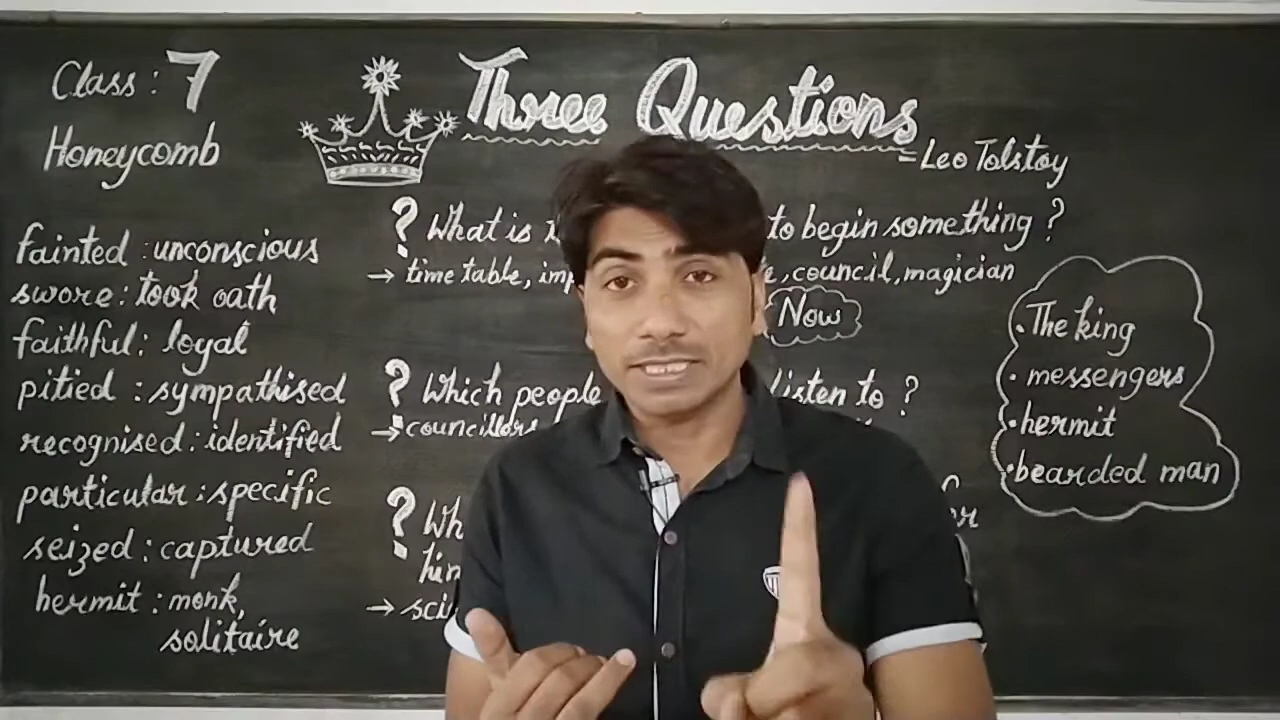 Class : 7
Honeycomb
Three Questions
- Leo Tolstoy
fainted : unconscious
swore : took oath
faithful : loyal
pitied : sympathised
recognised : identified
particular : specific
seized : captured
hermit : monk,
solitaire
? What is to begin something ?
→ time table, council, magician
Now
? Which people listen to ?
→ councillors
?
→
• The king
• messengers
• hermit
• bearded man